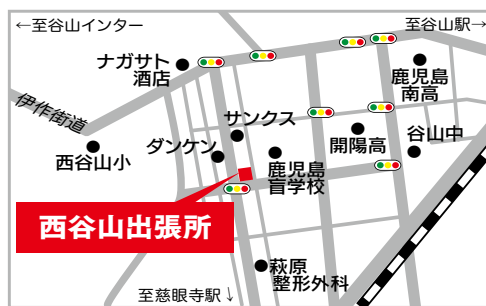 ←至谷山インター
至谷山駅→
ナガサト
酒店
鹿児島
南高
伊作街道
サンクス
開陽高
谷山中
西谷山小
ダンケン
鹿児島
盲学校
西谷山出張所
萩原
整形外科
至慈眼寺駅↓